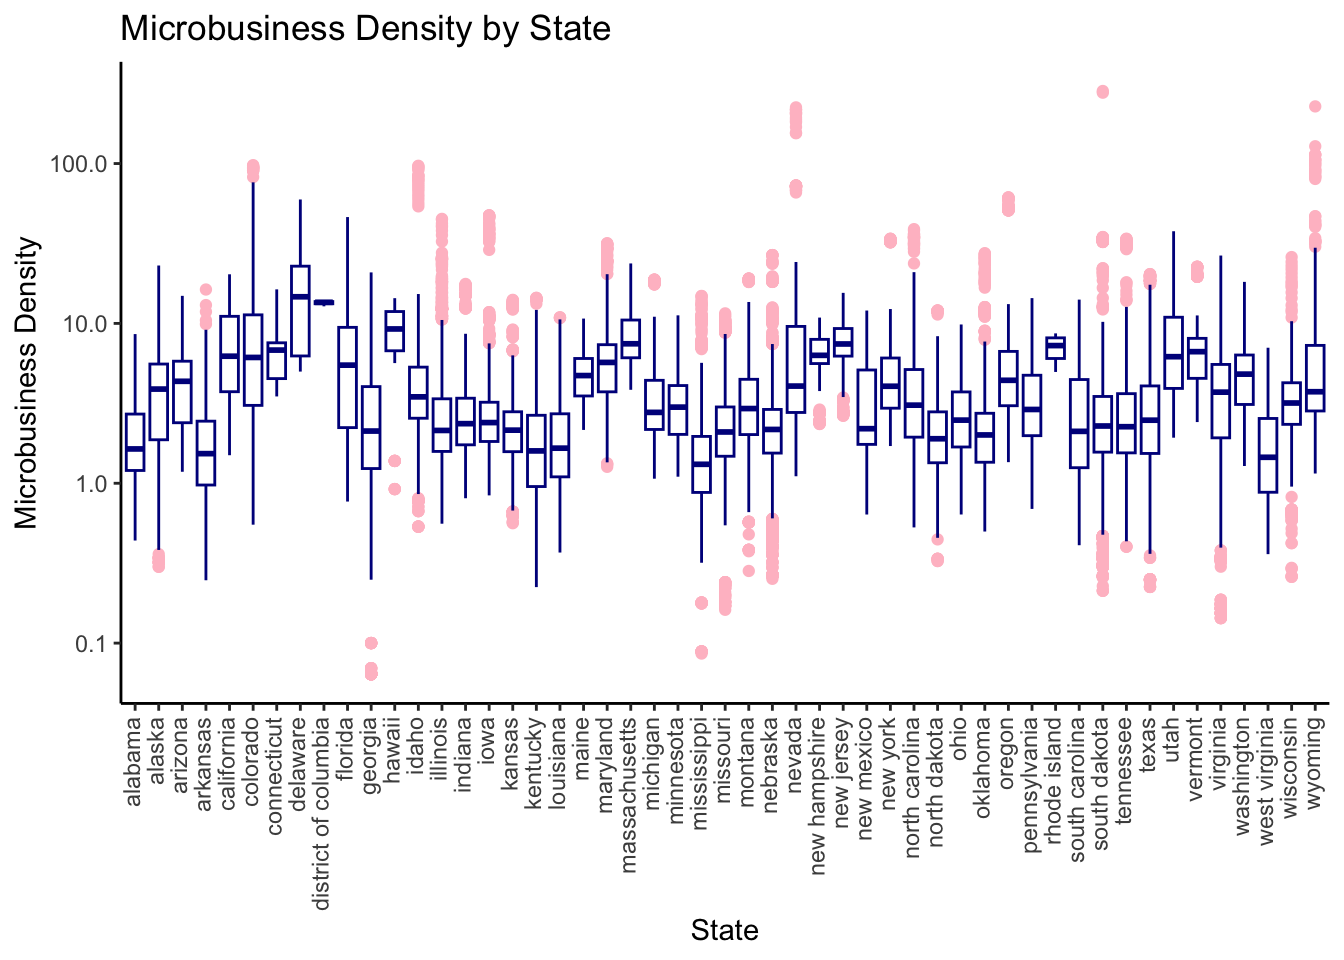 Microbusiness Density by State
Microbusiness Density
100.0
10.0
1.0
0.1
alabama
alaska
arizona
arkansas
california
colorado
connecticut
delaware
district of columbia
florida
georgia
hawaii
idaho
illinois
indiana
iowa
kansas
kentucky
louisiana
maine
maryland
massachusetts
michigan
minnesota
mississippi
missouri
montana
nebraska
nevada
new hampshire
new jersey
new mexico
new york
north carolina
north dakota
ohio
oklahoma
oregon
pennsylvania
rhode island
south carolina
south dakota
tennessee
texas
utah
vermont
virginia
washington
west virginia
wisconsin
wyoming
State